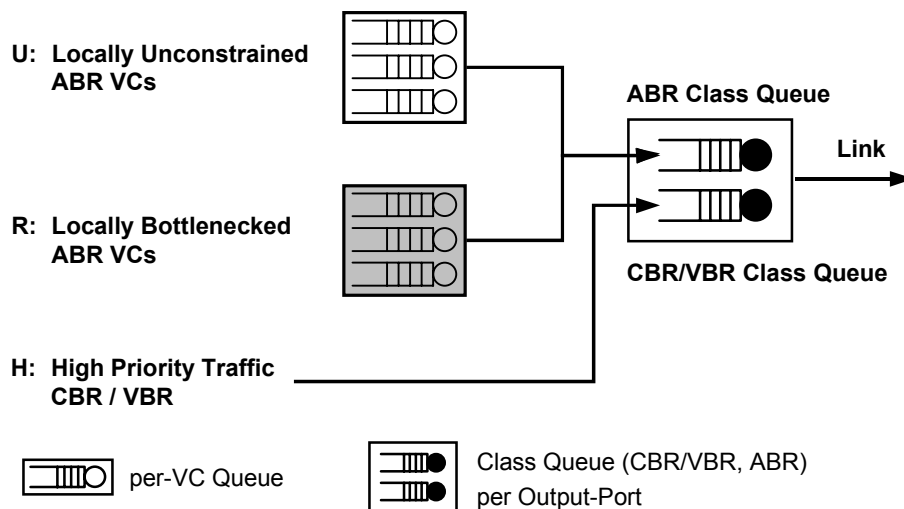 U: Locally Unconstrained
ABR VCs
ABR Class Queue
Link
R: Locally Bottlenecked
ABR VCs
CBR/VBR Class Queue
H: High Priority Traffic
CBR / VBR
per-VC Queue
Class Queue (CBR/VBR, ABR)
per Output-Port